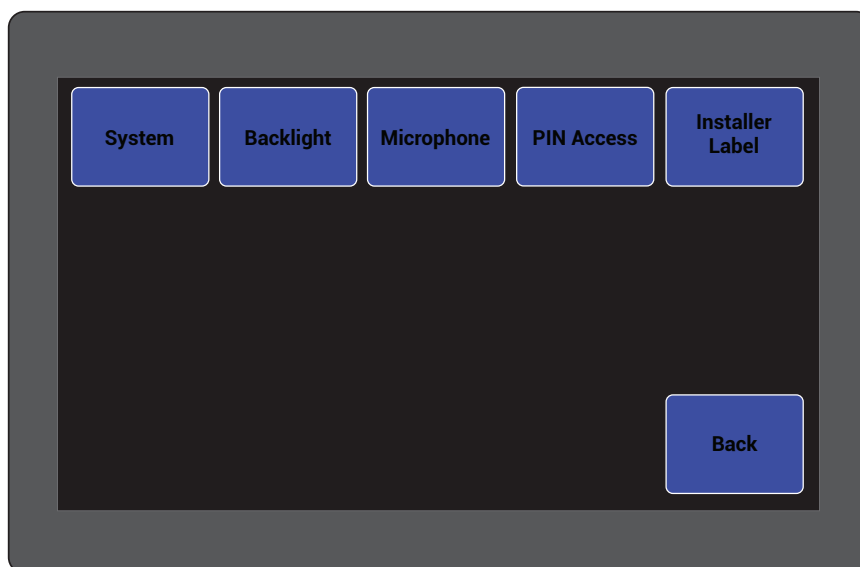 System
Backlight
Microphone
PIN Access
Installer
Label
Back